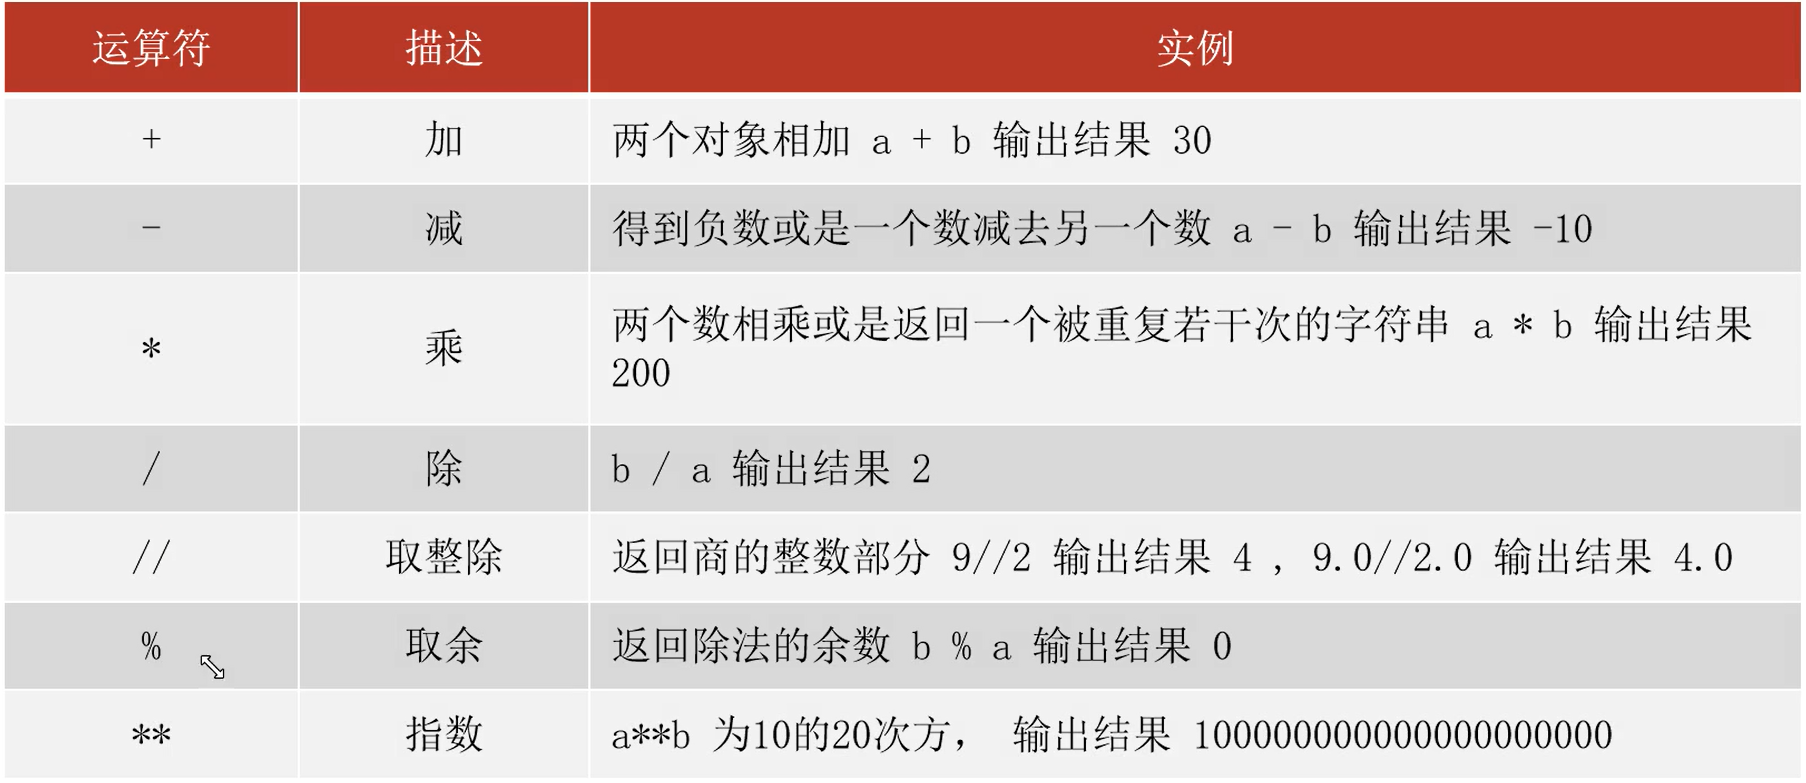 运算符 描述 实例
+ 加 两个对象相加 a + b 输出结果 30
- 减 得到负数或是一个数减去另一个数 a - b 输出结果 -10
* 乘 两个数相乘或是返回一个被重复若干次的字符串 a * b 输出结果
200
/ 除 b / a 输出结果 2
// 取整除 返回商的整数部分 9//2 输出结果 4 , 9.0//2.0 输出结果 4.0
% 取余 返回除法的余数 b % a 输出结果 0
** 指数 a**b 为10的20次方， 输出结果 100000000000000000000